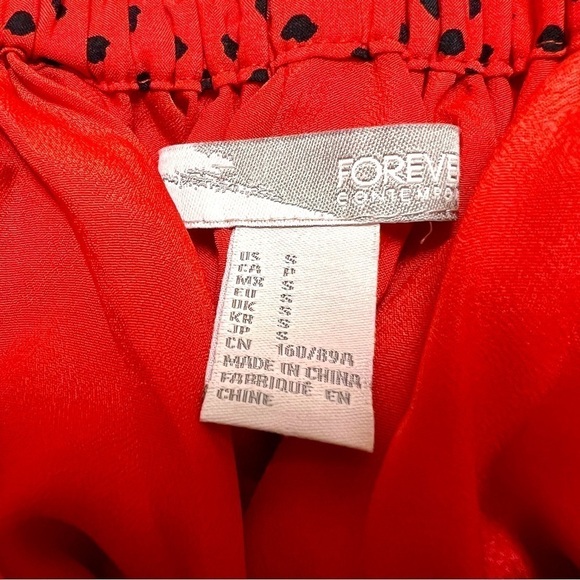 FOREVE
CONTEMPO
US S
CA P
MX S
EU S
UK S
KR S
JP S
CN 160/89A
MADE IN CHINA
FABRIQUÉ EN
CHINE